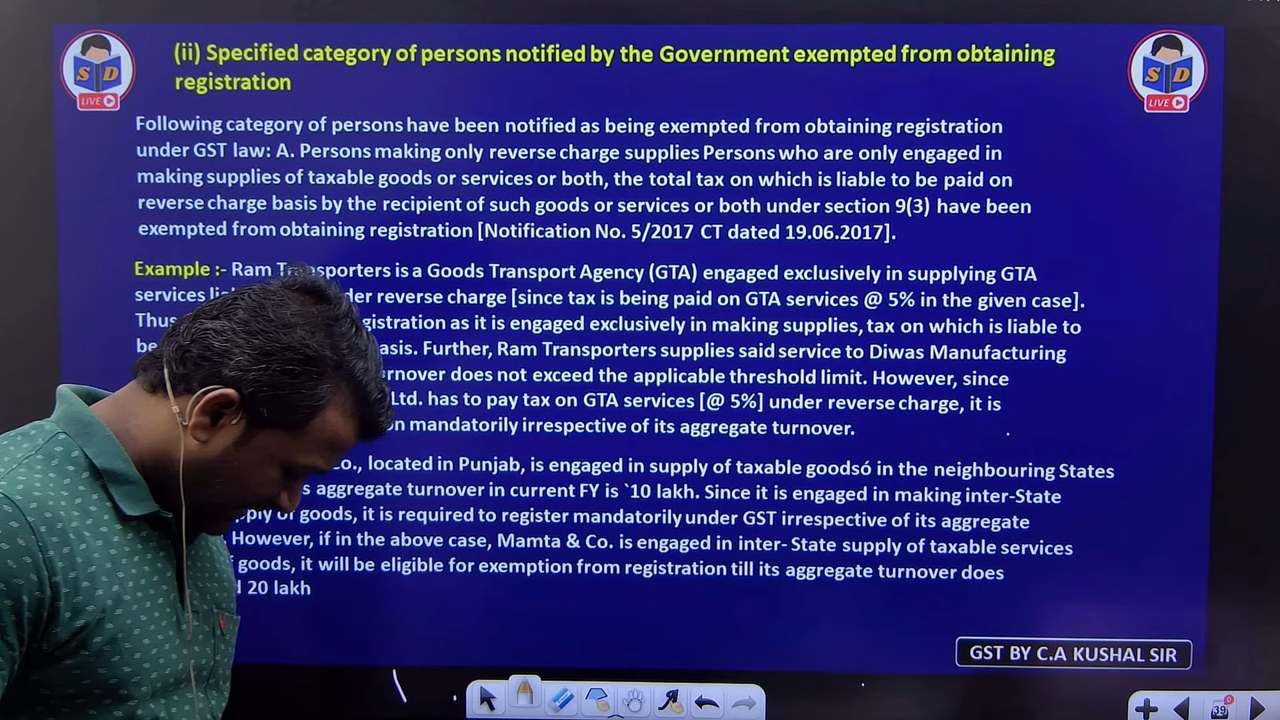 (ii) Specified category of persons notified by the Government exempted from obtaining
registration
S D
LIVE
S D
LIVE
Following category of persons have been notified as being exempted from obtaining registration
under GST law: A. Persons making only reverse charge supplies Persons who are only engaged in
making supplies of taxable goods or services or both, the total tax on which is liable to be paid on
reverse charge basis by the recipient of such goods or services or both under section 9(3) have been
exempted from obtaining registration [Notification No. 5/2017 CT dated 19.06.2017].
Example :- Ram Transporters is a Goods Transport Agency (GTA) engaged exclusively in supplying GTA
services reverse charge [since tax is being paid on GTA services @ 5% in the given case].
Thus as it is engaged exclusively in making supplies, tax on which is liable to
be Further, Ram Transporters supplies said service to Diwas Manufacturing
does not exceed the applicable threshold limit. However, since
Ltd. has to pay tax on GTA services [@ 5%] under reverse charge, it is
mandatorily irrespective of its aggregate turnover.
Co., located in Punjab, is engaged in supply of taxable goodsó in the neighbouring States
aggregate turnover in current FY is `10 lakh. Since it is engaged in making inter-State
of goods, it is required to register mandatorily under GST irrespective of its aggregate
However, if in the above case, Mamta & Co. is engaged in inter- State supply of taxable services
goods, it will be eligible for exemption from registration till its aggregate turnover does
20 lakh
GST BY C.A KUSHAL SIR
39